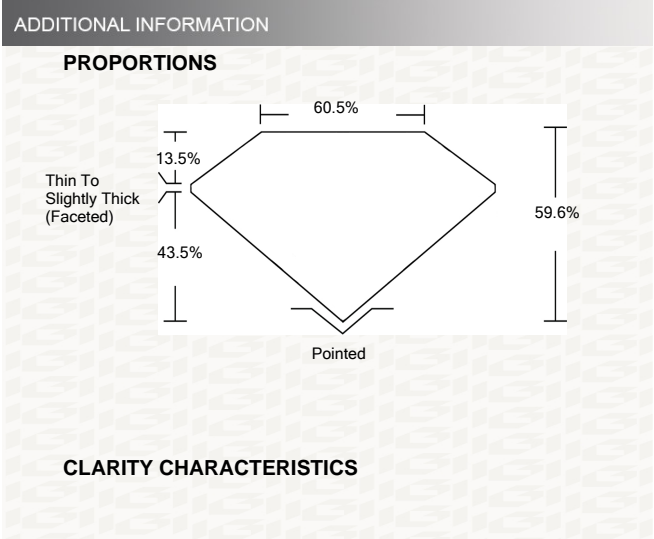 ADDITIONAL INFORMATION
PROPORTIONS
60.5%
13.5%
Thin To
Slightly Thick
(Faceted)
59.6%
43.5%
Pointed
CLARITY CHARACTERISTICS